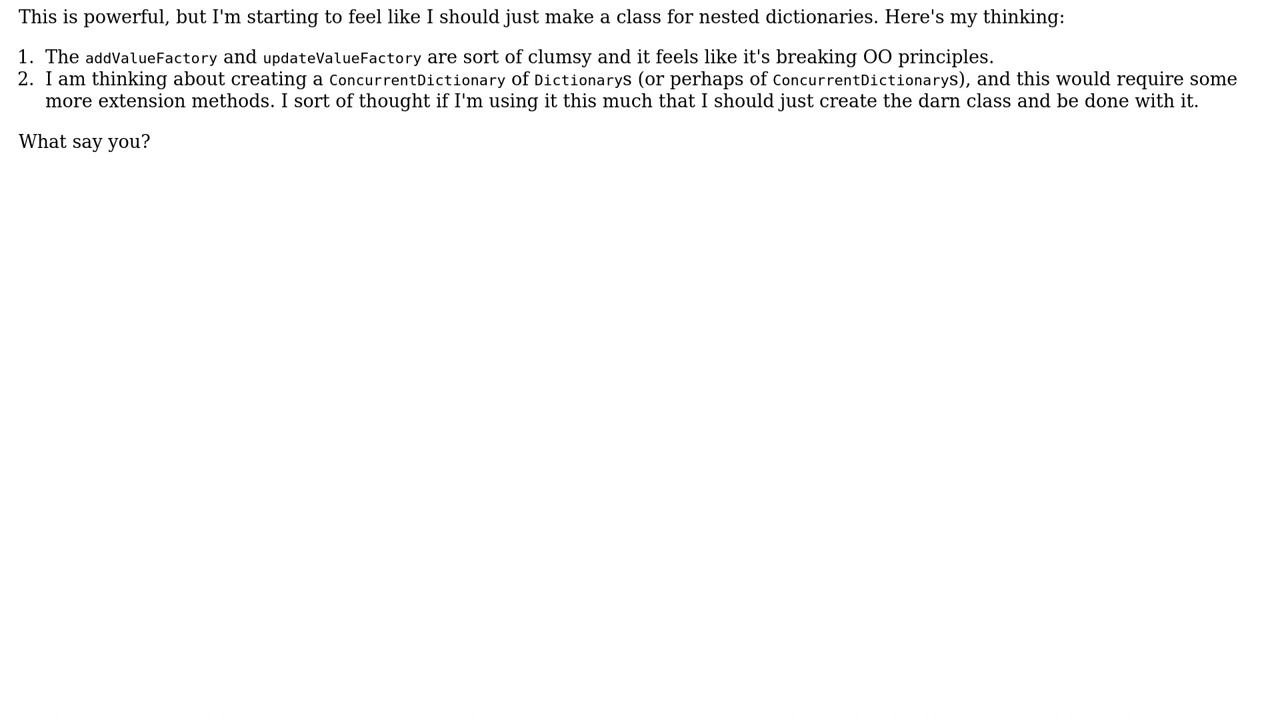 This is powerful, but I'm starting to feel like I should just make a class for nested dictionaries. Here's my thinking:
1. The addValueFactory and updateValueFactory are sort of clumsy and it feels like it's breaking OO principles.
2. I am thinking about creating a ConcurrentDictionary of Dictionarys (or perhaps of ConcurrentDictionarys), and this would require some
more extension methods. I sort of thought if I'm using it this much that I should just create the darn class and be done with it.
What say you?